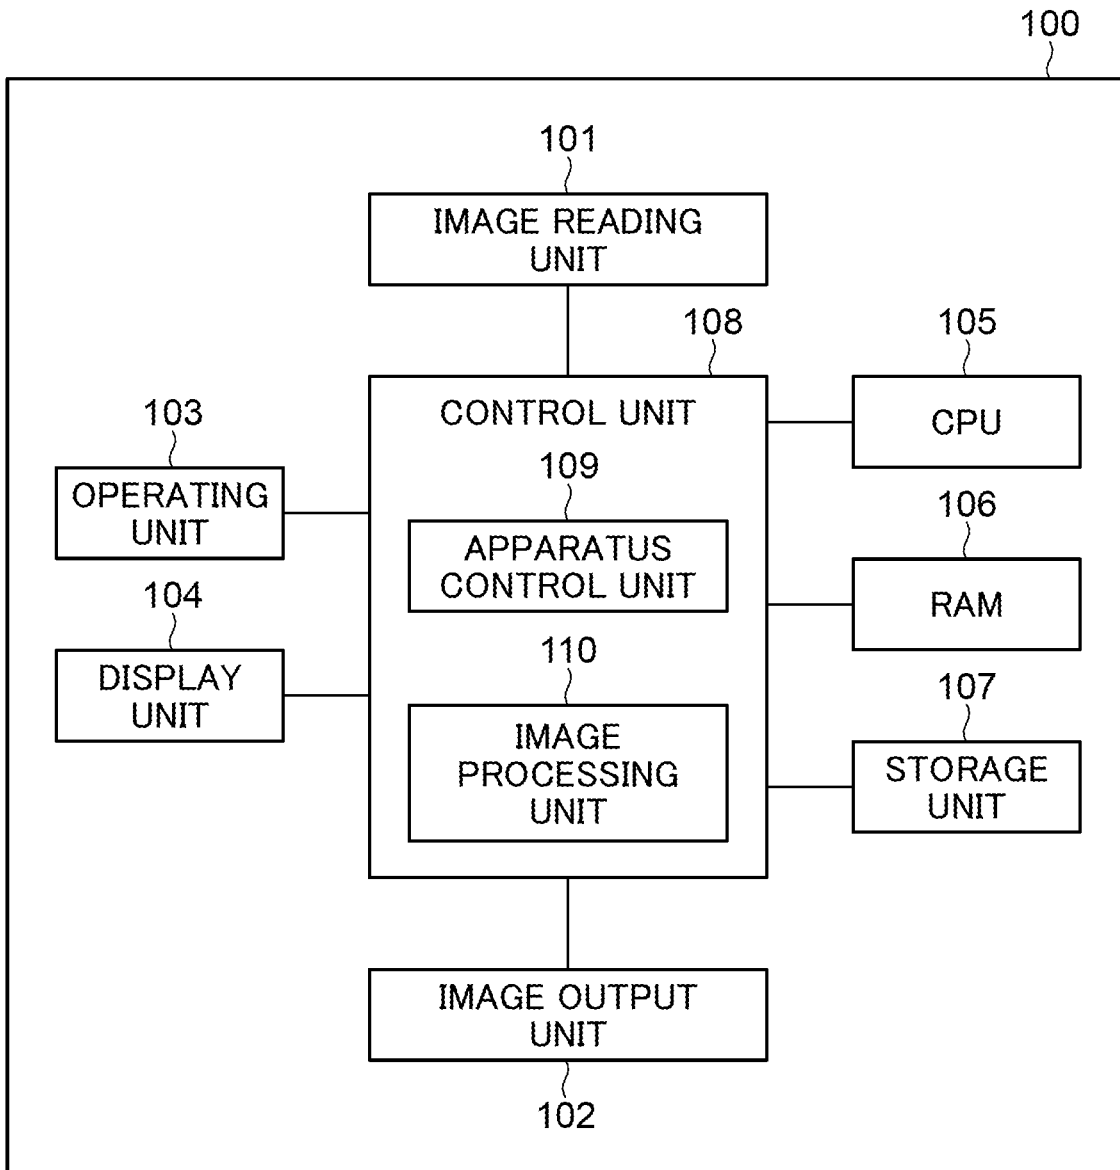 100
101
IMAGE READING
UNIT
108
CONTROL UNIT
105
CPU
103
OPERATING
UNIT
109
APPARATUS
CONTROL UNIT
106
RAM
104
DISPLAY
UNIT
110
IMAGE
PROCESSING
UNIT
107
STORAGE
UNIT
IMAGE OUTPUT
UNIT
102